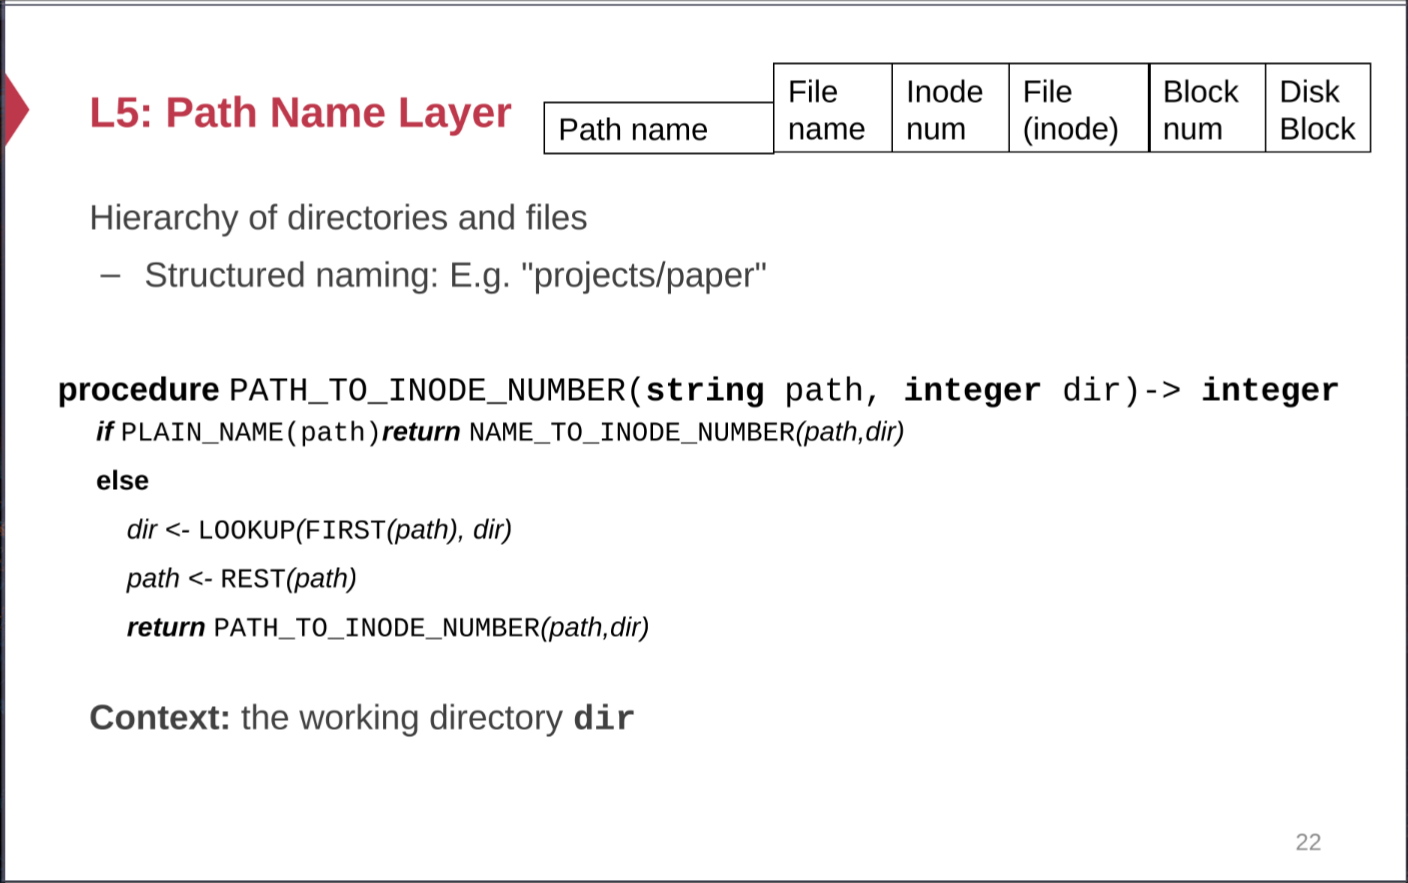 L5: Path Name Layer
Path name
File name
Inode num
File (inode)
Block num
Disk Block
Hierarchy of directories and files
– Structured naming: E.g. "projects/paper"
procedure PATH_TO_INODE_NUMBER(string path, integer dir)-> integer
if PLAIN_NAME(path)return NAME_TO_INODE_NUMBER(path,dir)
else
dir <- LOOKUP(FIRST(path), dir)
path <- REST(path)
return PATH_TO_INODE_NUMBER(path,dir)
Context: the working directory dir
22